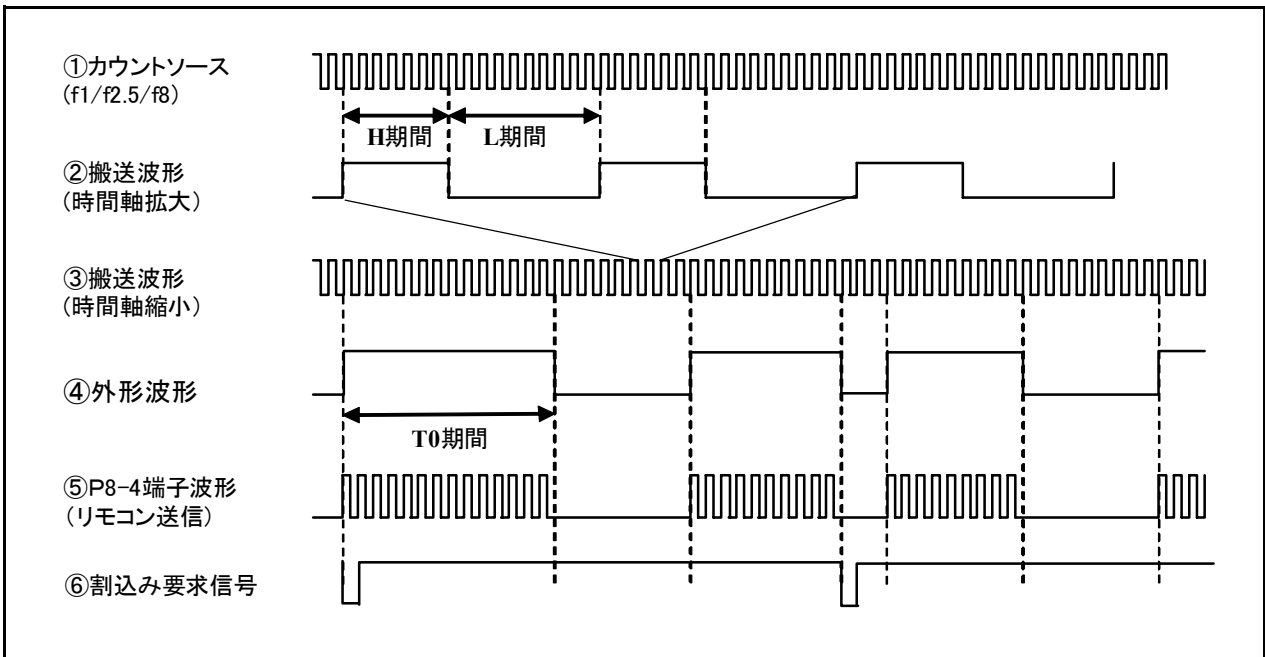 ①カウントソース
(f1/f2.5/f8)
H期間
L期間
②搬送波形
(時間軸拡大)
③搬送波形
(時間軸縮小)
④外形波形
T0期間
⑤P8-4端子波形
(リモコン送信)
⑥割込み要求信号